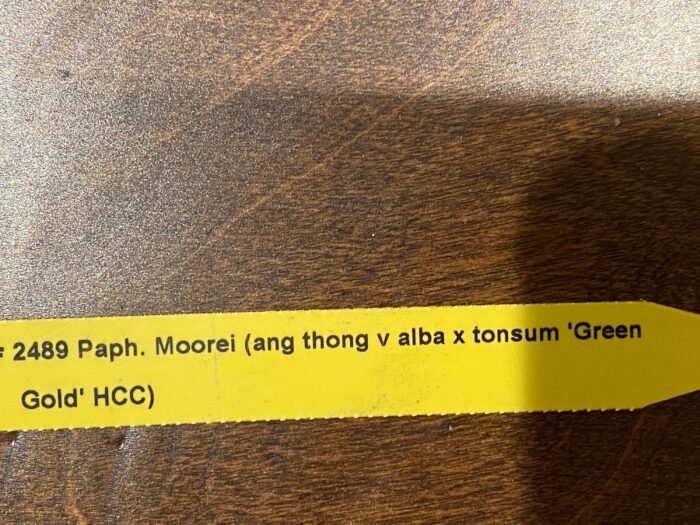 # 2489 Paph. Moorei (ang thong v alba x tonsum 'Green
Gold' HCC)